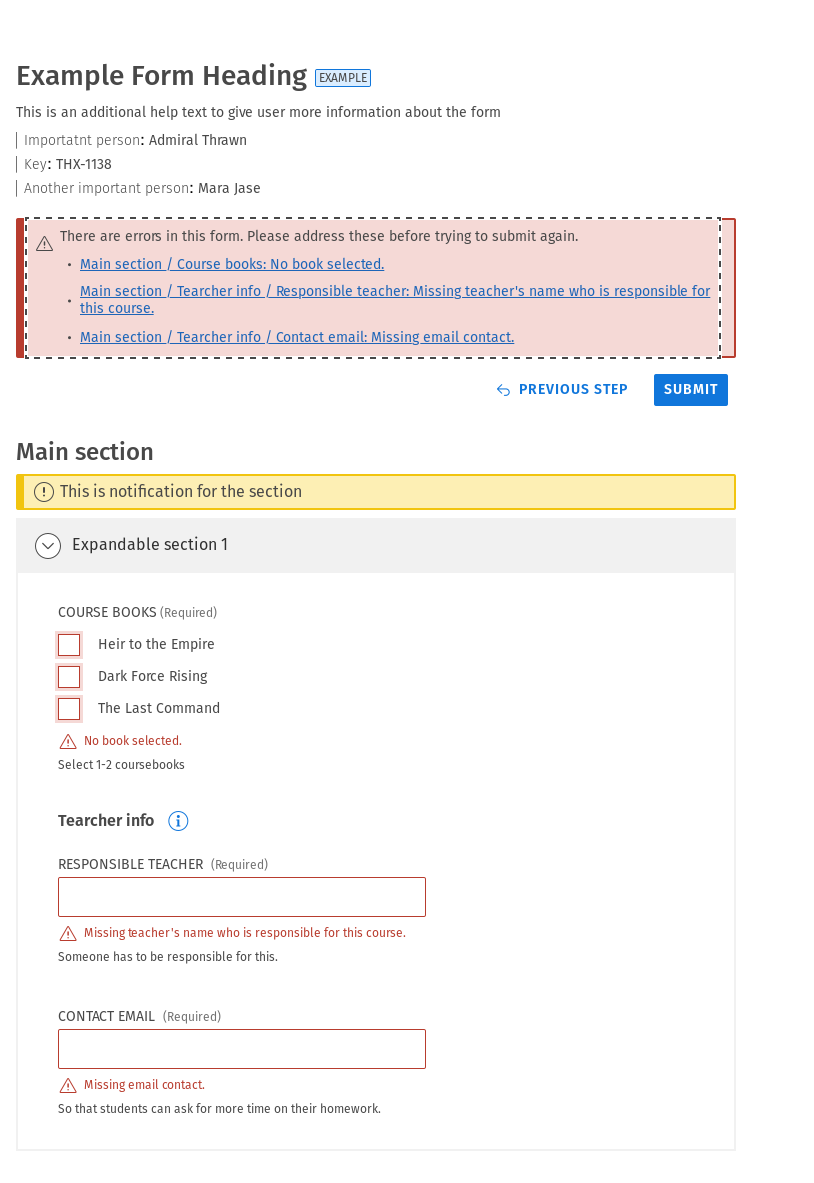 Example Form Heading EXAMPLE
This is an additional help text to give user more information about the form
Importatnt person: Admiral Thrawn
Key: THX-1138
Another important person: Mara Jase
There are errors in this form. Please address these before trying to submit again.
• Main section / Course books: No book selected.
• Main section / Tearcher info / Responsible teacher: Missing teacher's name who is responsible for
this course.
• Main section / Tearcher info / Contact email: Missing email contact.
PREVIOUS STEP SUBMIT
Main section
This is notification for the section
Expandable section 1
COURSE BOOKS (Required)
Heir to the Empire
Dark Force Rising
The Last Command
No book selected.
Select 1-2 coursebooks
Tearcher info
RESPONSIBLE TEACHER (Required)
Missing teacher's name who is responsible for this course.
Someone has to be responsible for this.
CONTACT EMAIL (Required)
Missing email contact.
So that students can ask for more time on their homework.